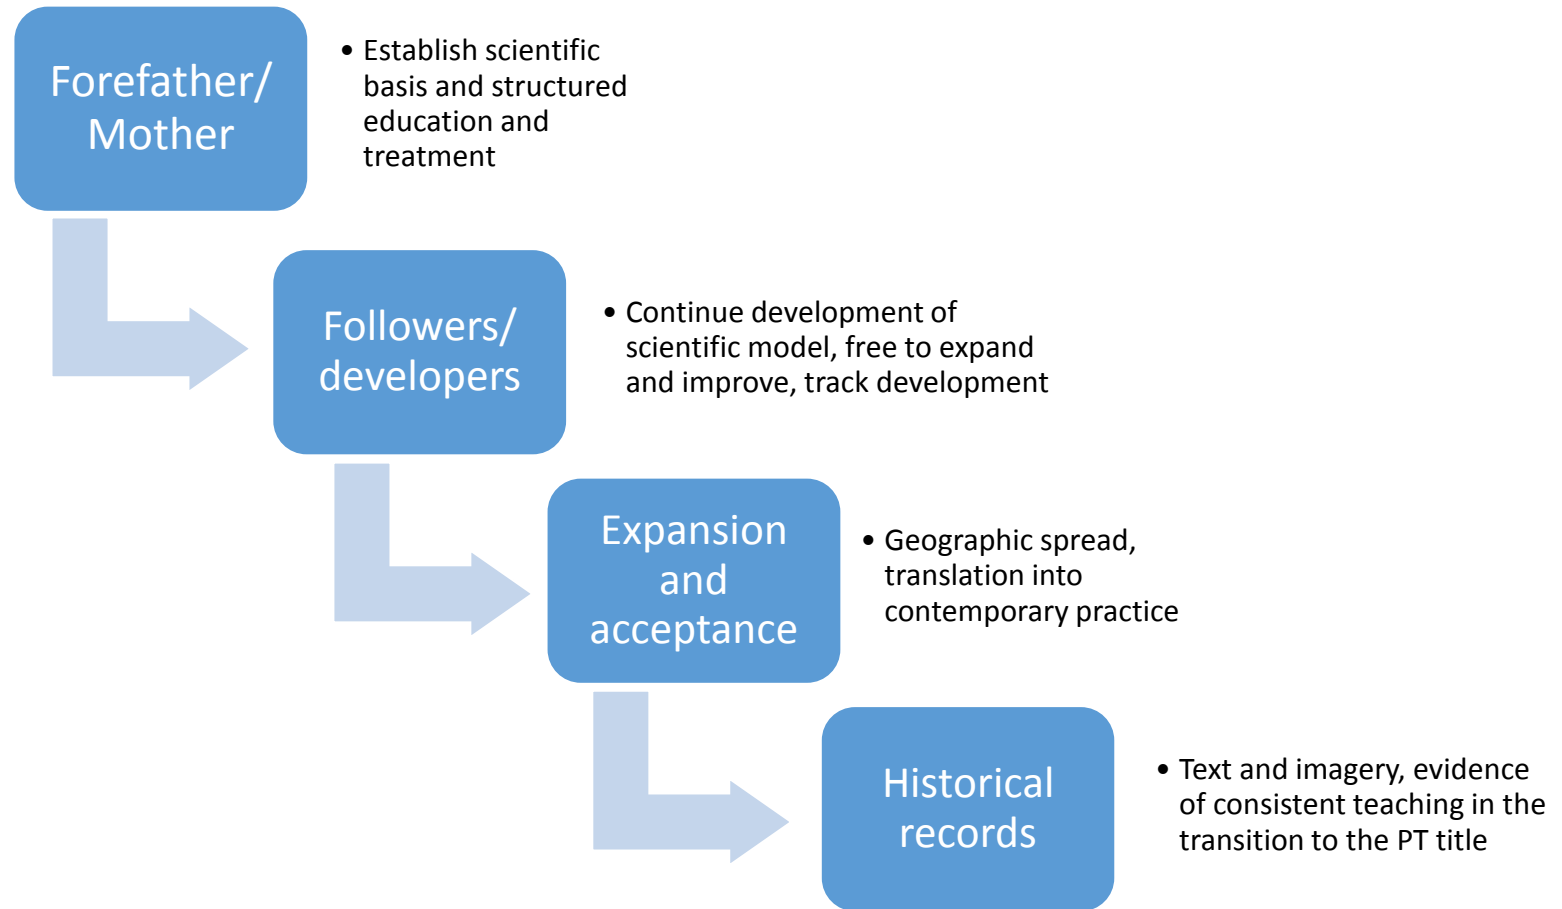 Forefather/
Mother
• Establish scientific
basis and structured
education and
treatment
Followers/
developers
• Continue development of
scientific model, free to expand
and improve, track development
Expansion
and
acceptance
• Geographic spread,
translation into
contemporary practice
Historical
records
• Text and imagery, evidence
of consistent teaching in the
transition to the PT title